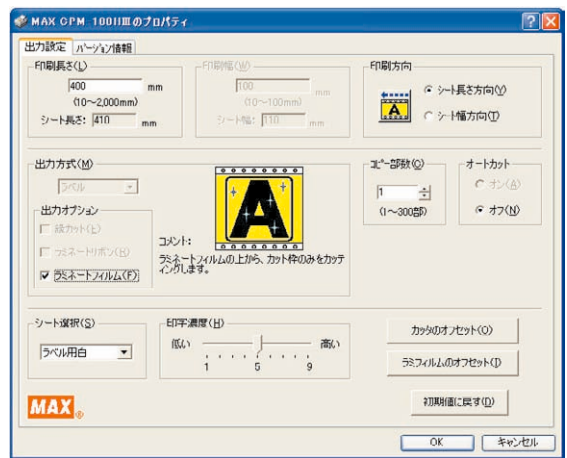 MAX CPM-100HⅢのプロパティ
出力設定
バージョン情報
印刷長さ(L)
400
mm
(10～2,000mm)
シート長さ:
410
mm
印刷幅(W)
100
mm
(10～100mm)
シート幅:
110
mm
印刷方向
A
シート長さ方向(Y)
シート幅方向(T)
出力方式(M)
ラベル
出力オプション
ラミネートリボン(R)
ラミネートフィルム(F)
A
コメント:
ラミネートフィルムの上から、カット枠のみをカッテ
ィングします。
コピー部数(C)
1
(1～300部)
オートカット
オン(A)
オフ(N)
シート選択(S)
ラベル用白
印字濃度(H)
低い
高い
1 5 9
カッタのオフセット(O)
ラミフィルムのオフセット(I)
初期値に戻す(D)
MAX®
OK
キャンセル